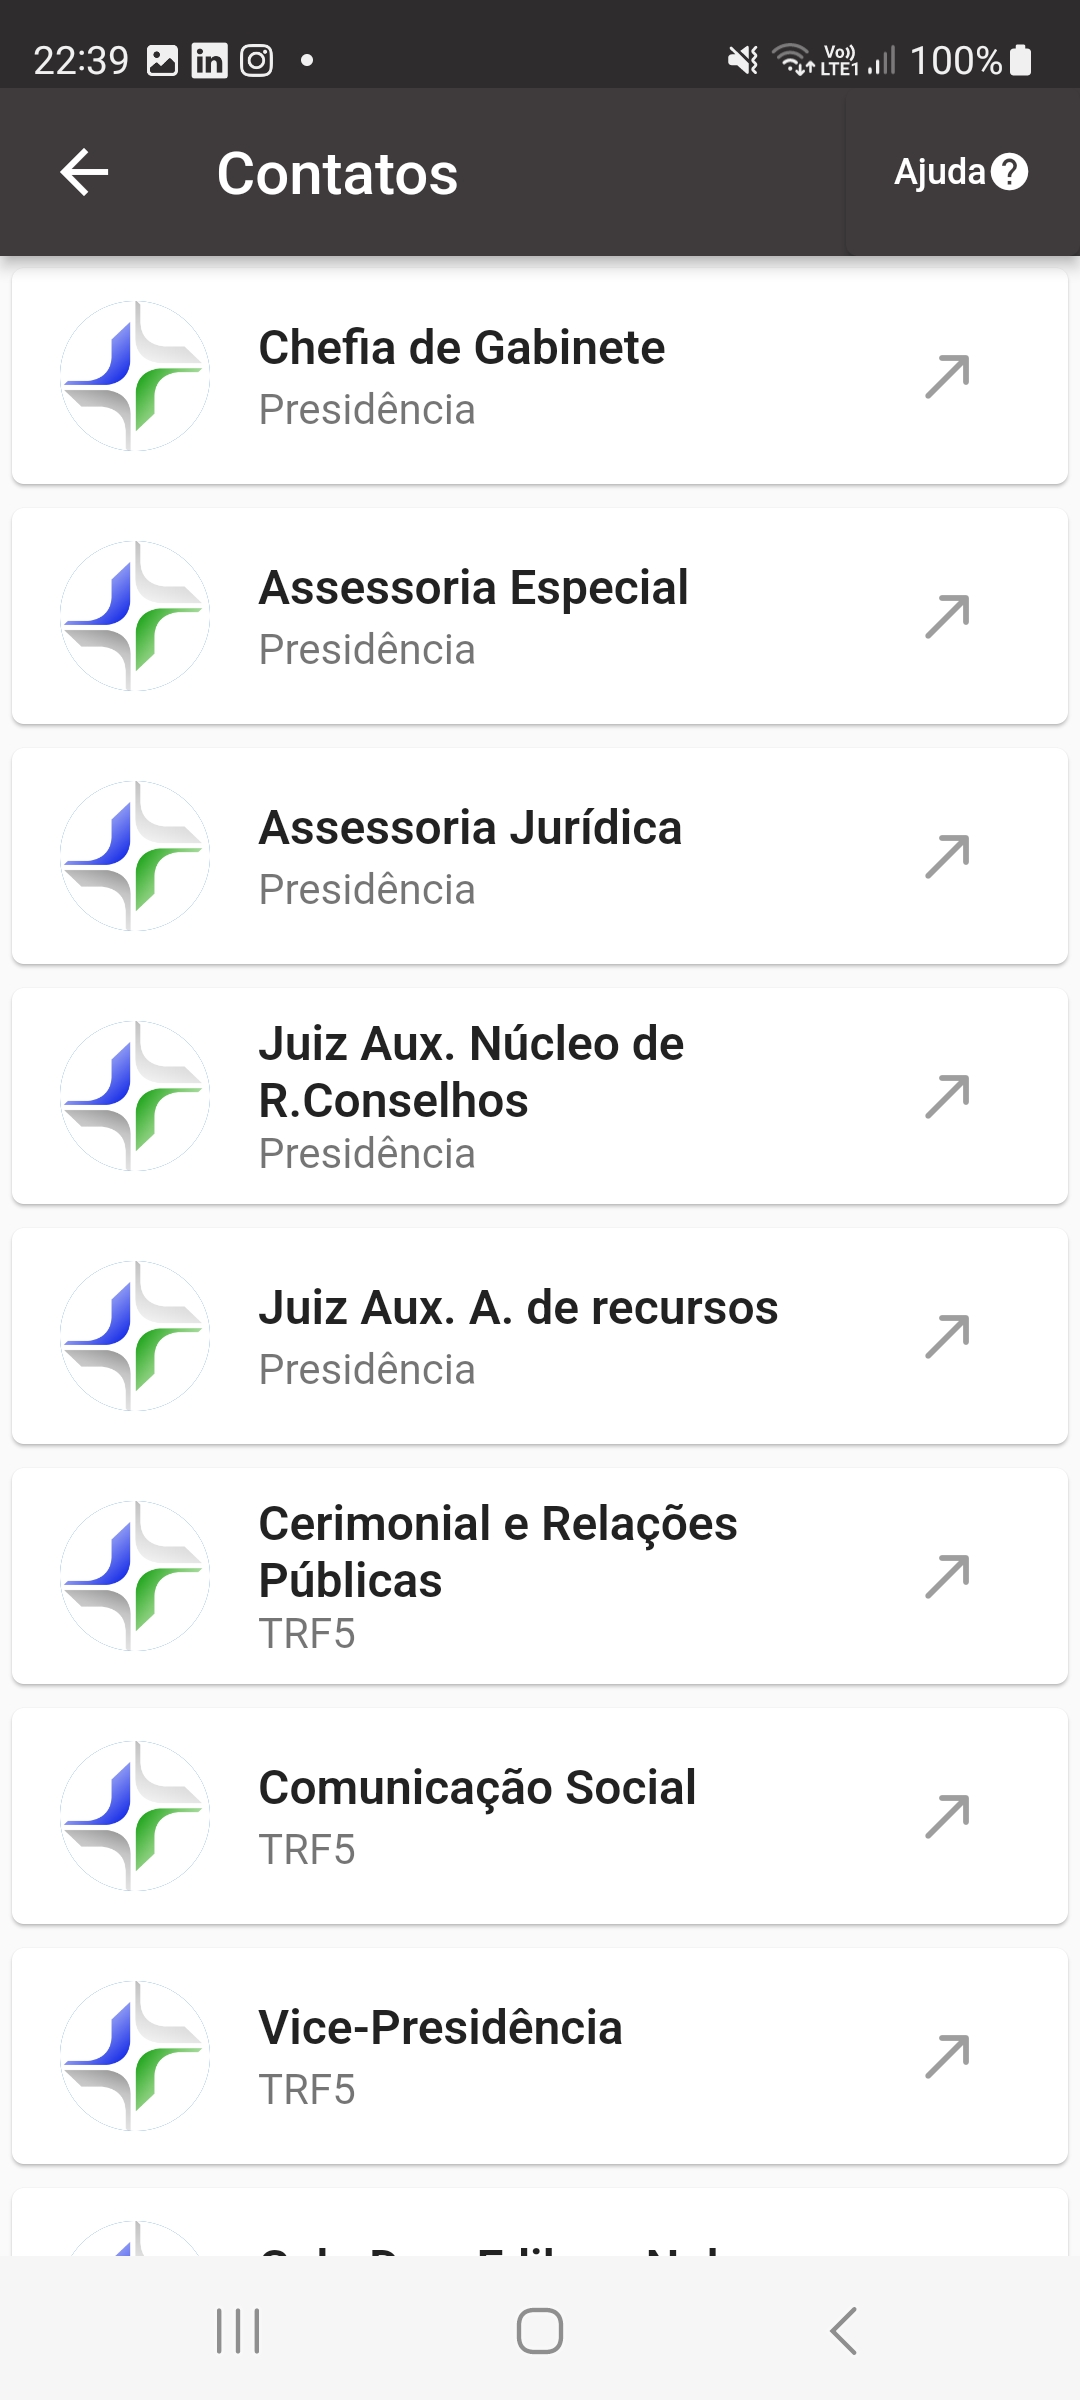 22:39
Vo))
LTE1
100%
Contatos
Ajuda
Chefia de Gabinete
Presidência
Assessoria Especial
Presidência
Assessoria Jurídica
Presidência
Juiz Aux. Núcleo de
R.Conselhos
Presidência
Juiz Aux. A. de recursos
Presidência
Cerimonial e Relações
Públicas
TRF5
Comunicação Social
TRF5
Vice-Presidência
TRF5